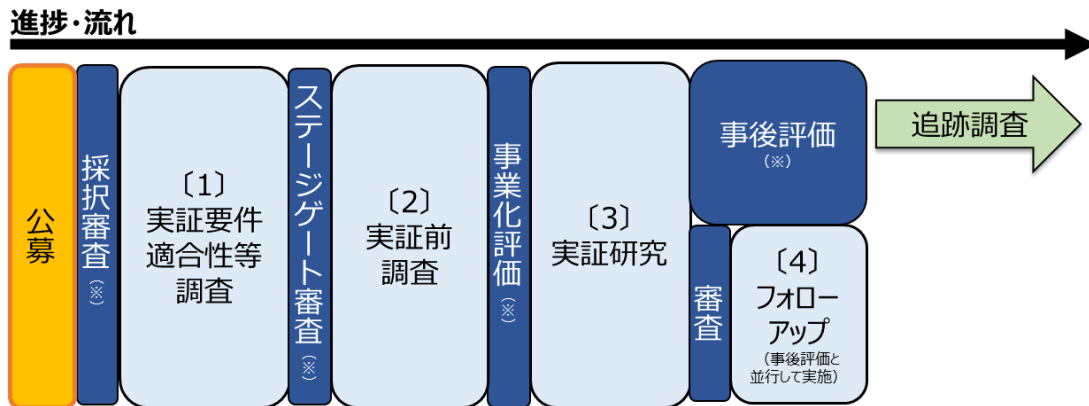 進捗・流れ
公募
採択審査（※）
〔1〕
実証要件
適合性等
調査
ステージゲート審査（※）
〔2〕
実証前
調査
事業化評価（※）
〔3〕
実証研究
事後評価
（※）
審査
〔4〕
フォロー
アップ
（事後評価と
並行して実施）
追跡調査